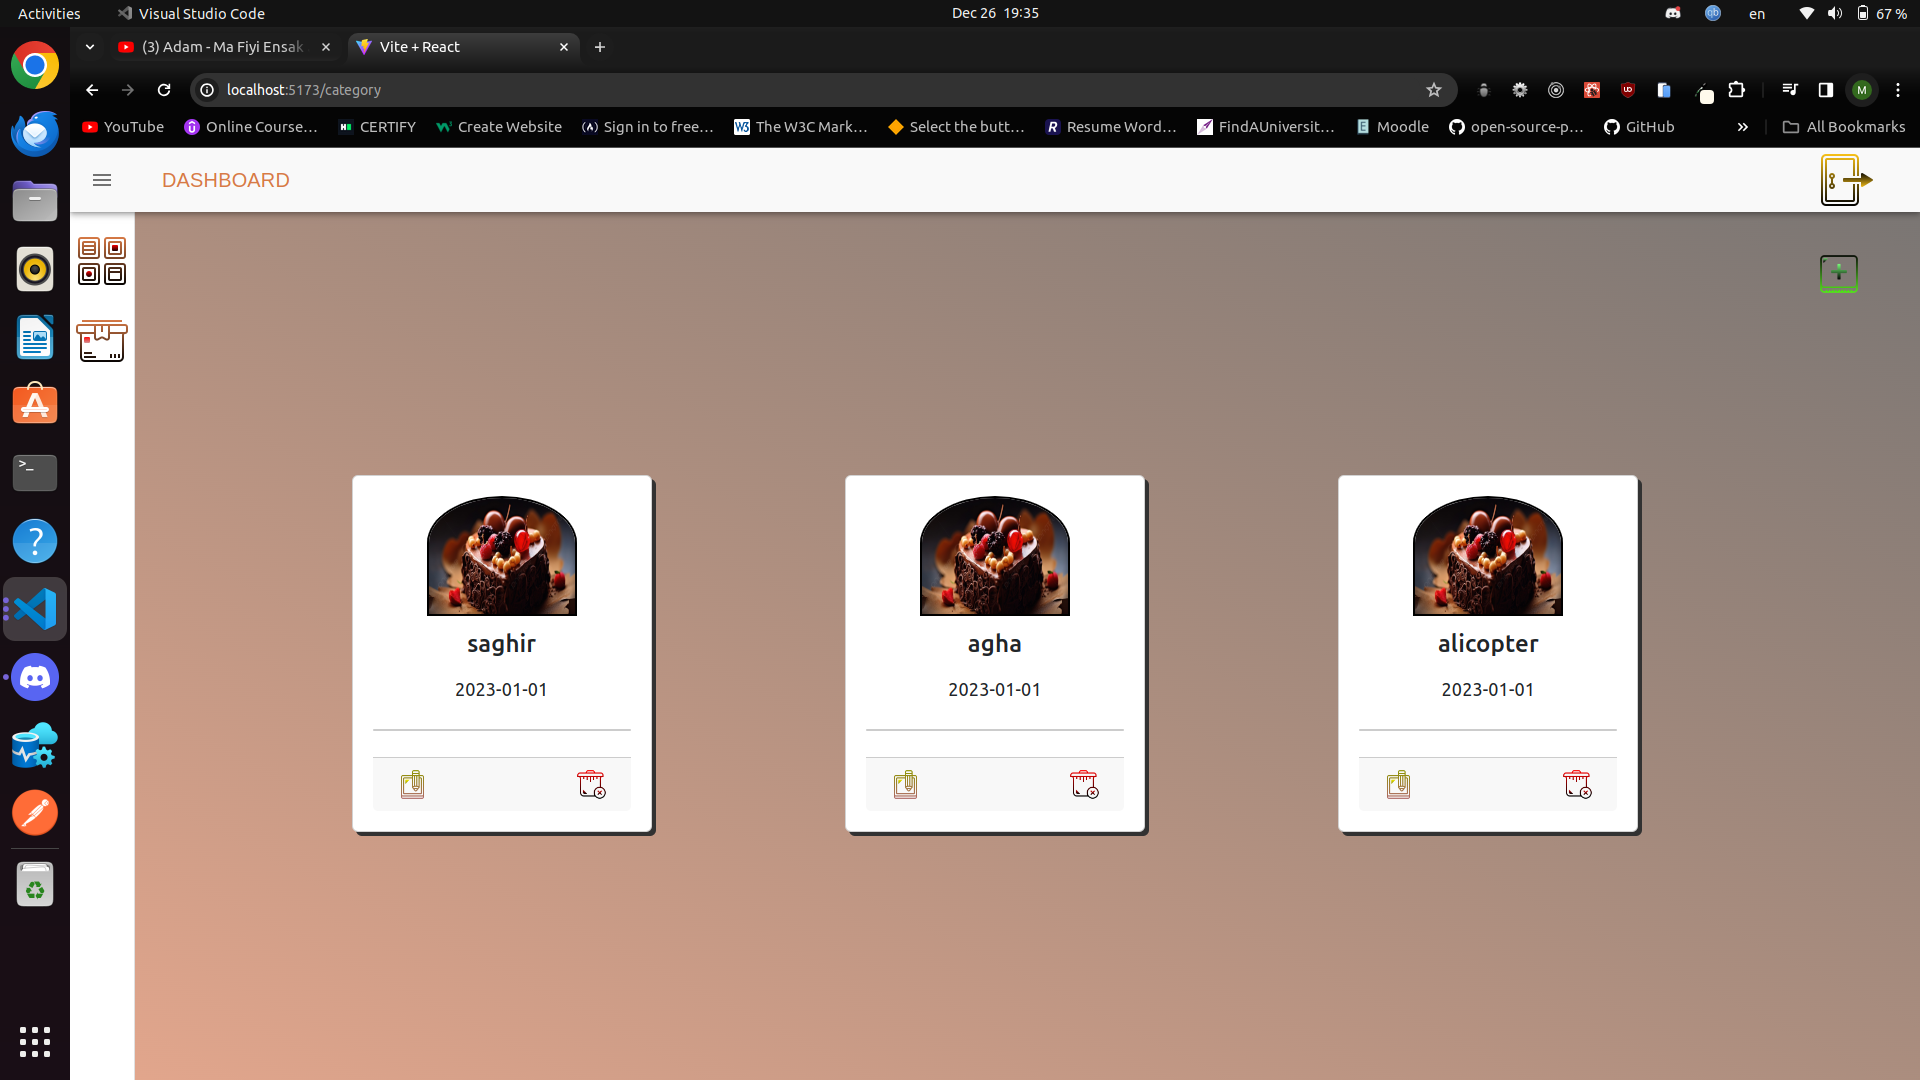 Activities Visual Studio Code Dec 26 19:35 en 67 %
(3) Adam - Ma Fiyi Ensak Vite + React
localhost:5173/category M
YouTube Online Course… CERTIFY Create Website Sign in to free… The W3C Mark… Select the butt… Resume Word… FindAUniversit… Moodle open-source-p… GitHub » All Bookmarks
DASHBOARD
saghir agha alicopter
2023-01-01 2023-01-01 2023-01-01